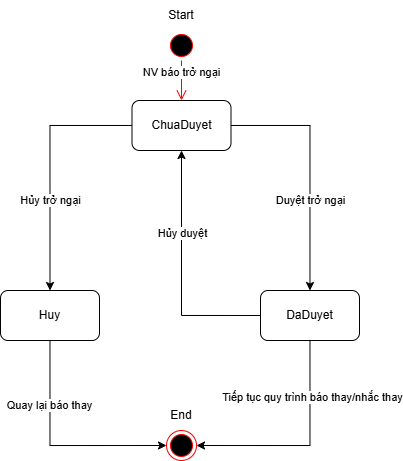 Start
NV báo trở ngại
ChuaDuyet
Hủy trở ngại
Duyệt trở ngại
Hủy duyệt
Huy
DaDuyet
Tiếp tục quy trình báo thay/nhắc thay
Quay lại báo thay
End